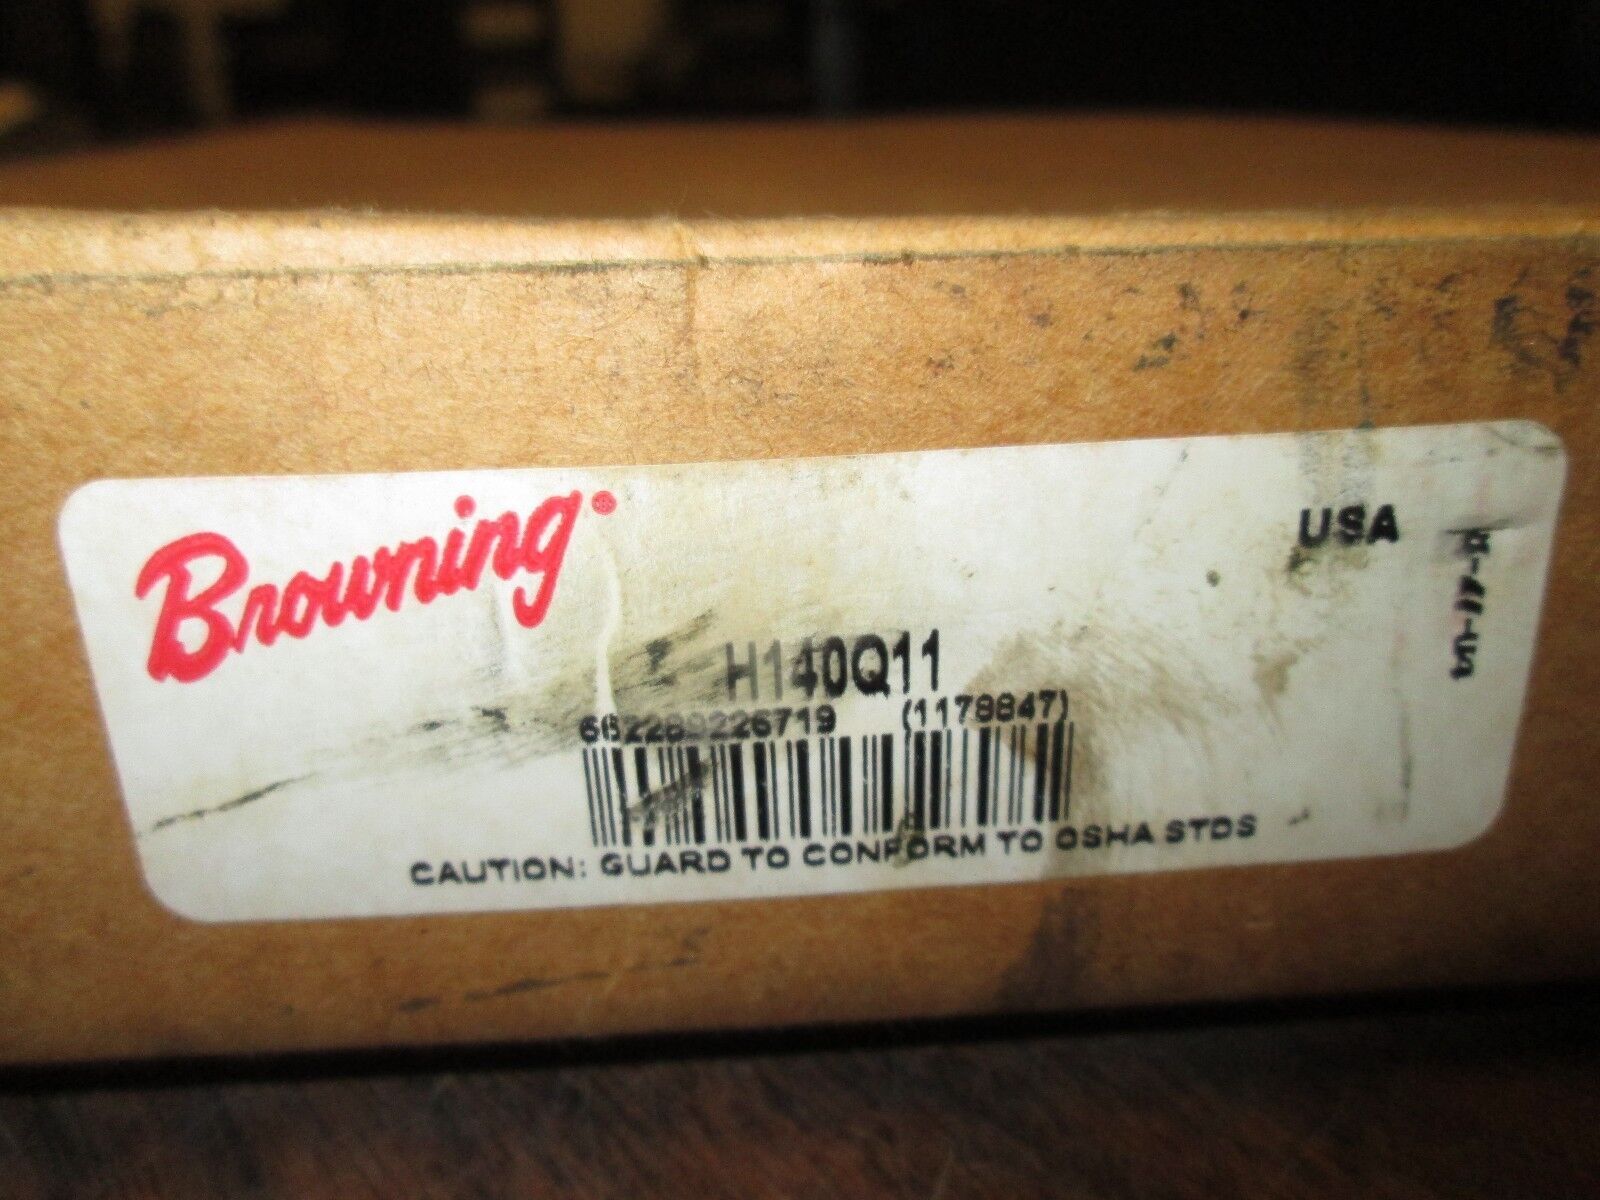 Browning
USA
H140Q11
662289226719 (1178847)
CAUTION: GUARD TO CONFORM TO OSHA STDS